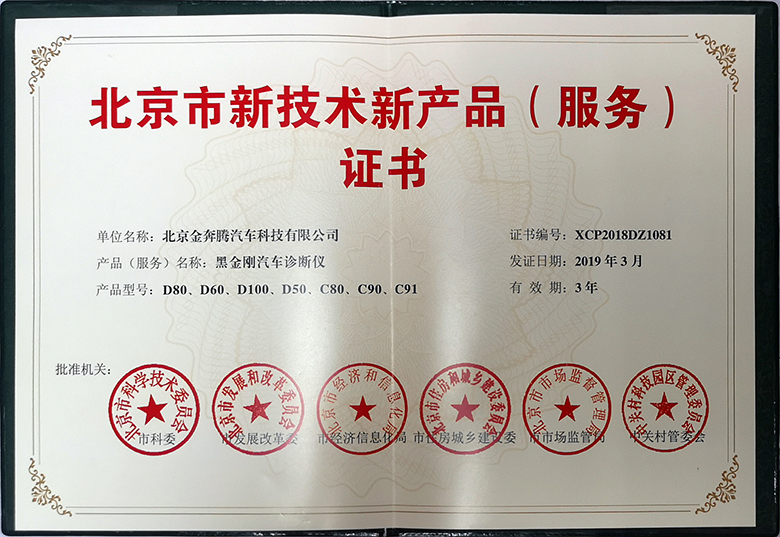 北京市新技术新产品（服务）
证书
单位名称：北京金奔腾汽车科技有限公司
证书编号：XCP2018DZ1081
产品（服务）名称：黑金刚汽车诊断仪
发证日期：2019年3月
产品型号：D80、D60、D100、D50、C80、C90、C91
有 效 期：3年
批准机关：
北京市科学技术委员会
北京市发展和改革委员会
北京市经济和信息化局
北京市住房和城乡建设委员会
北京市市场监督管理局
中关村科技园区管理委员会
市科委
市发展改革委
市经济信息化局
市住房城乡建设委
市市场监管局
中关村管委会